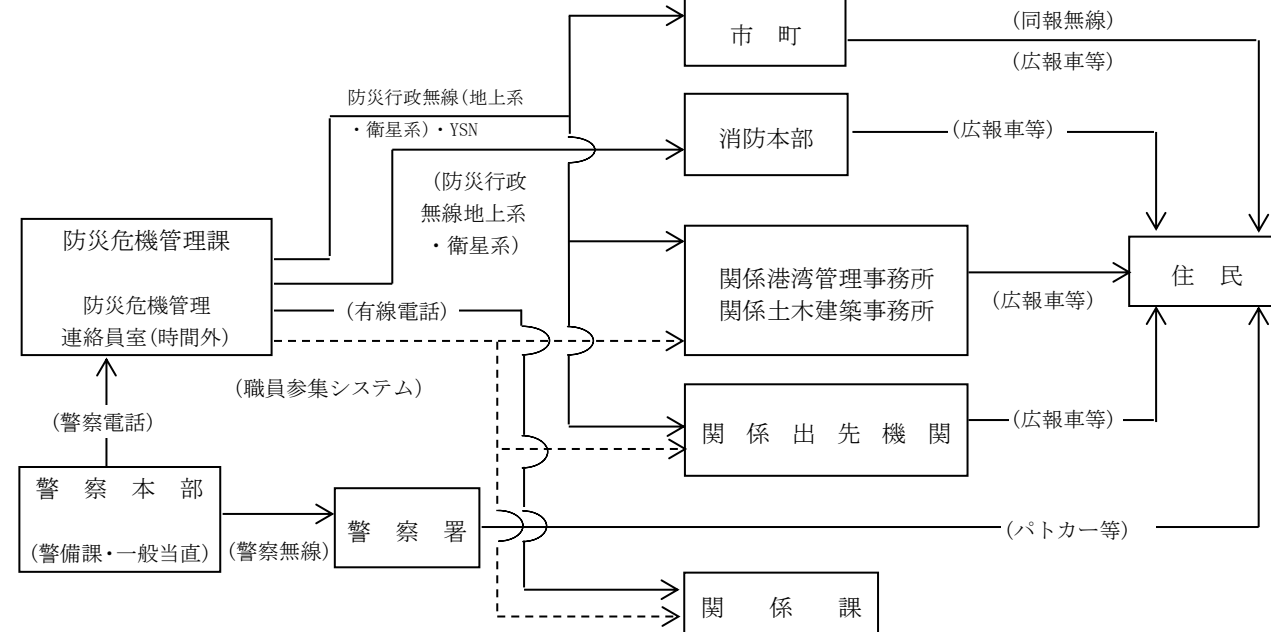 市　町
(同報無線)
(広報車等)
防災行政無線(地上系
・衛星系)・YSN
消防本部
(広報車等)
(防災行政
無線地上系
・衛星系)
防災危機管理課
防災危機管理
連絡員室(時間外)
関係港湾管理事務所
関係土木建築事務所
(広報車等)
住　民
(有線電話)
(職員参集システム)
(警察電話)
関　係　出　先　機　関
(広報車等)
警　察　本　部
(警備課・一般当直)
(警察無線)
警　察　署
(パトカー等)
関　係　課